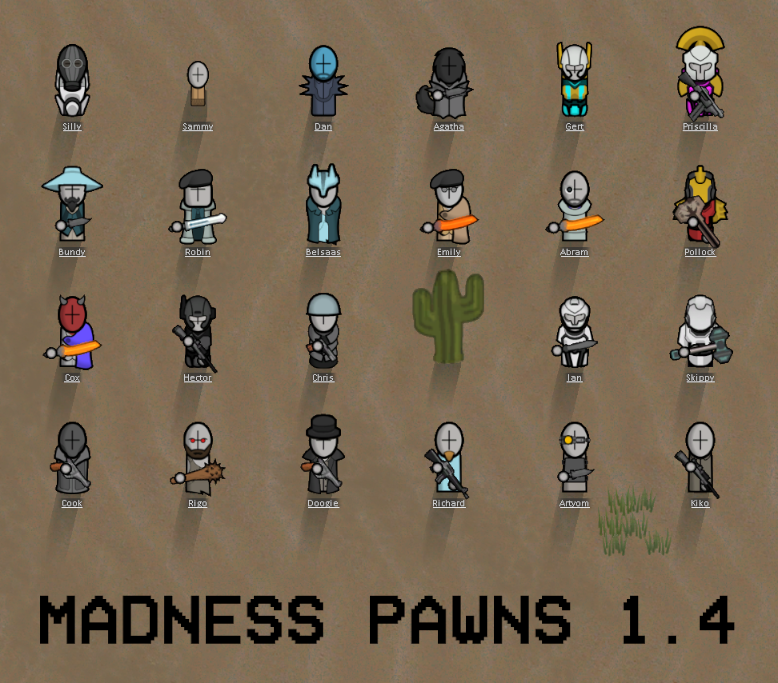 Silly Sammy Dan Agatha Gert Priscilla
Bundy Robin Belsaas Emily Abram Pollock
Cox Hector Chris Ian Skippy
Cook Rigo Doogie Richard Artyom Kiko
MADNESS PAWNS 1.4